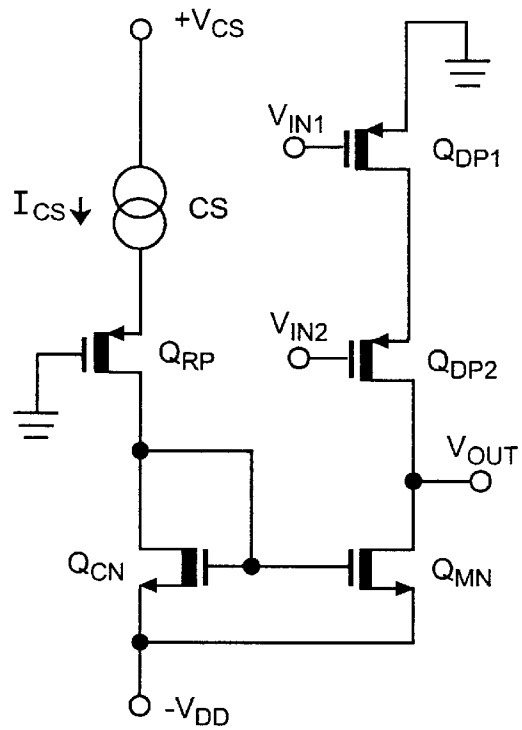 +VCS
VIN1
QDP1
ICS
CS
VIN2
QRP
QDP2
VOUT
QCN
QMN
-VDD